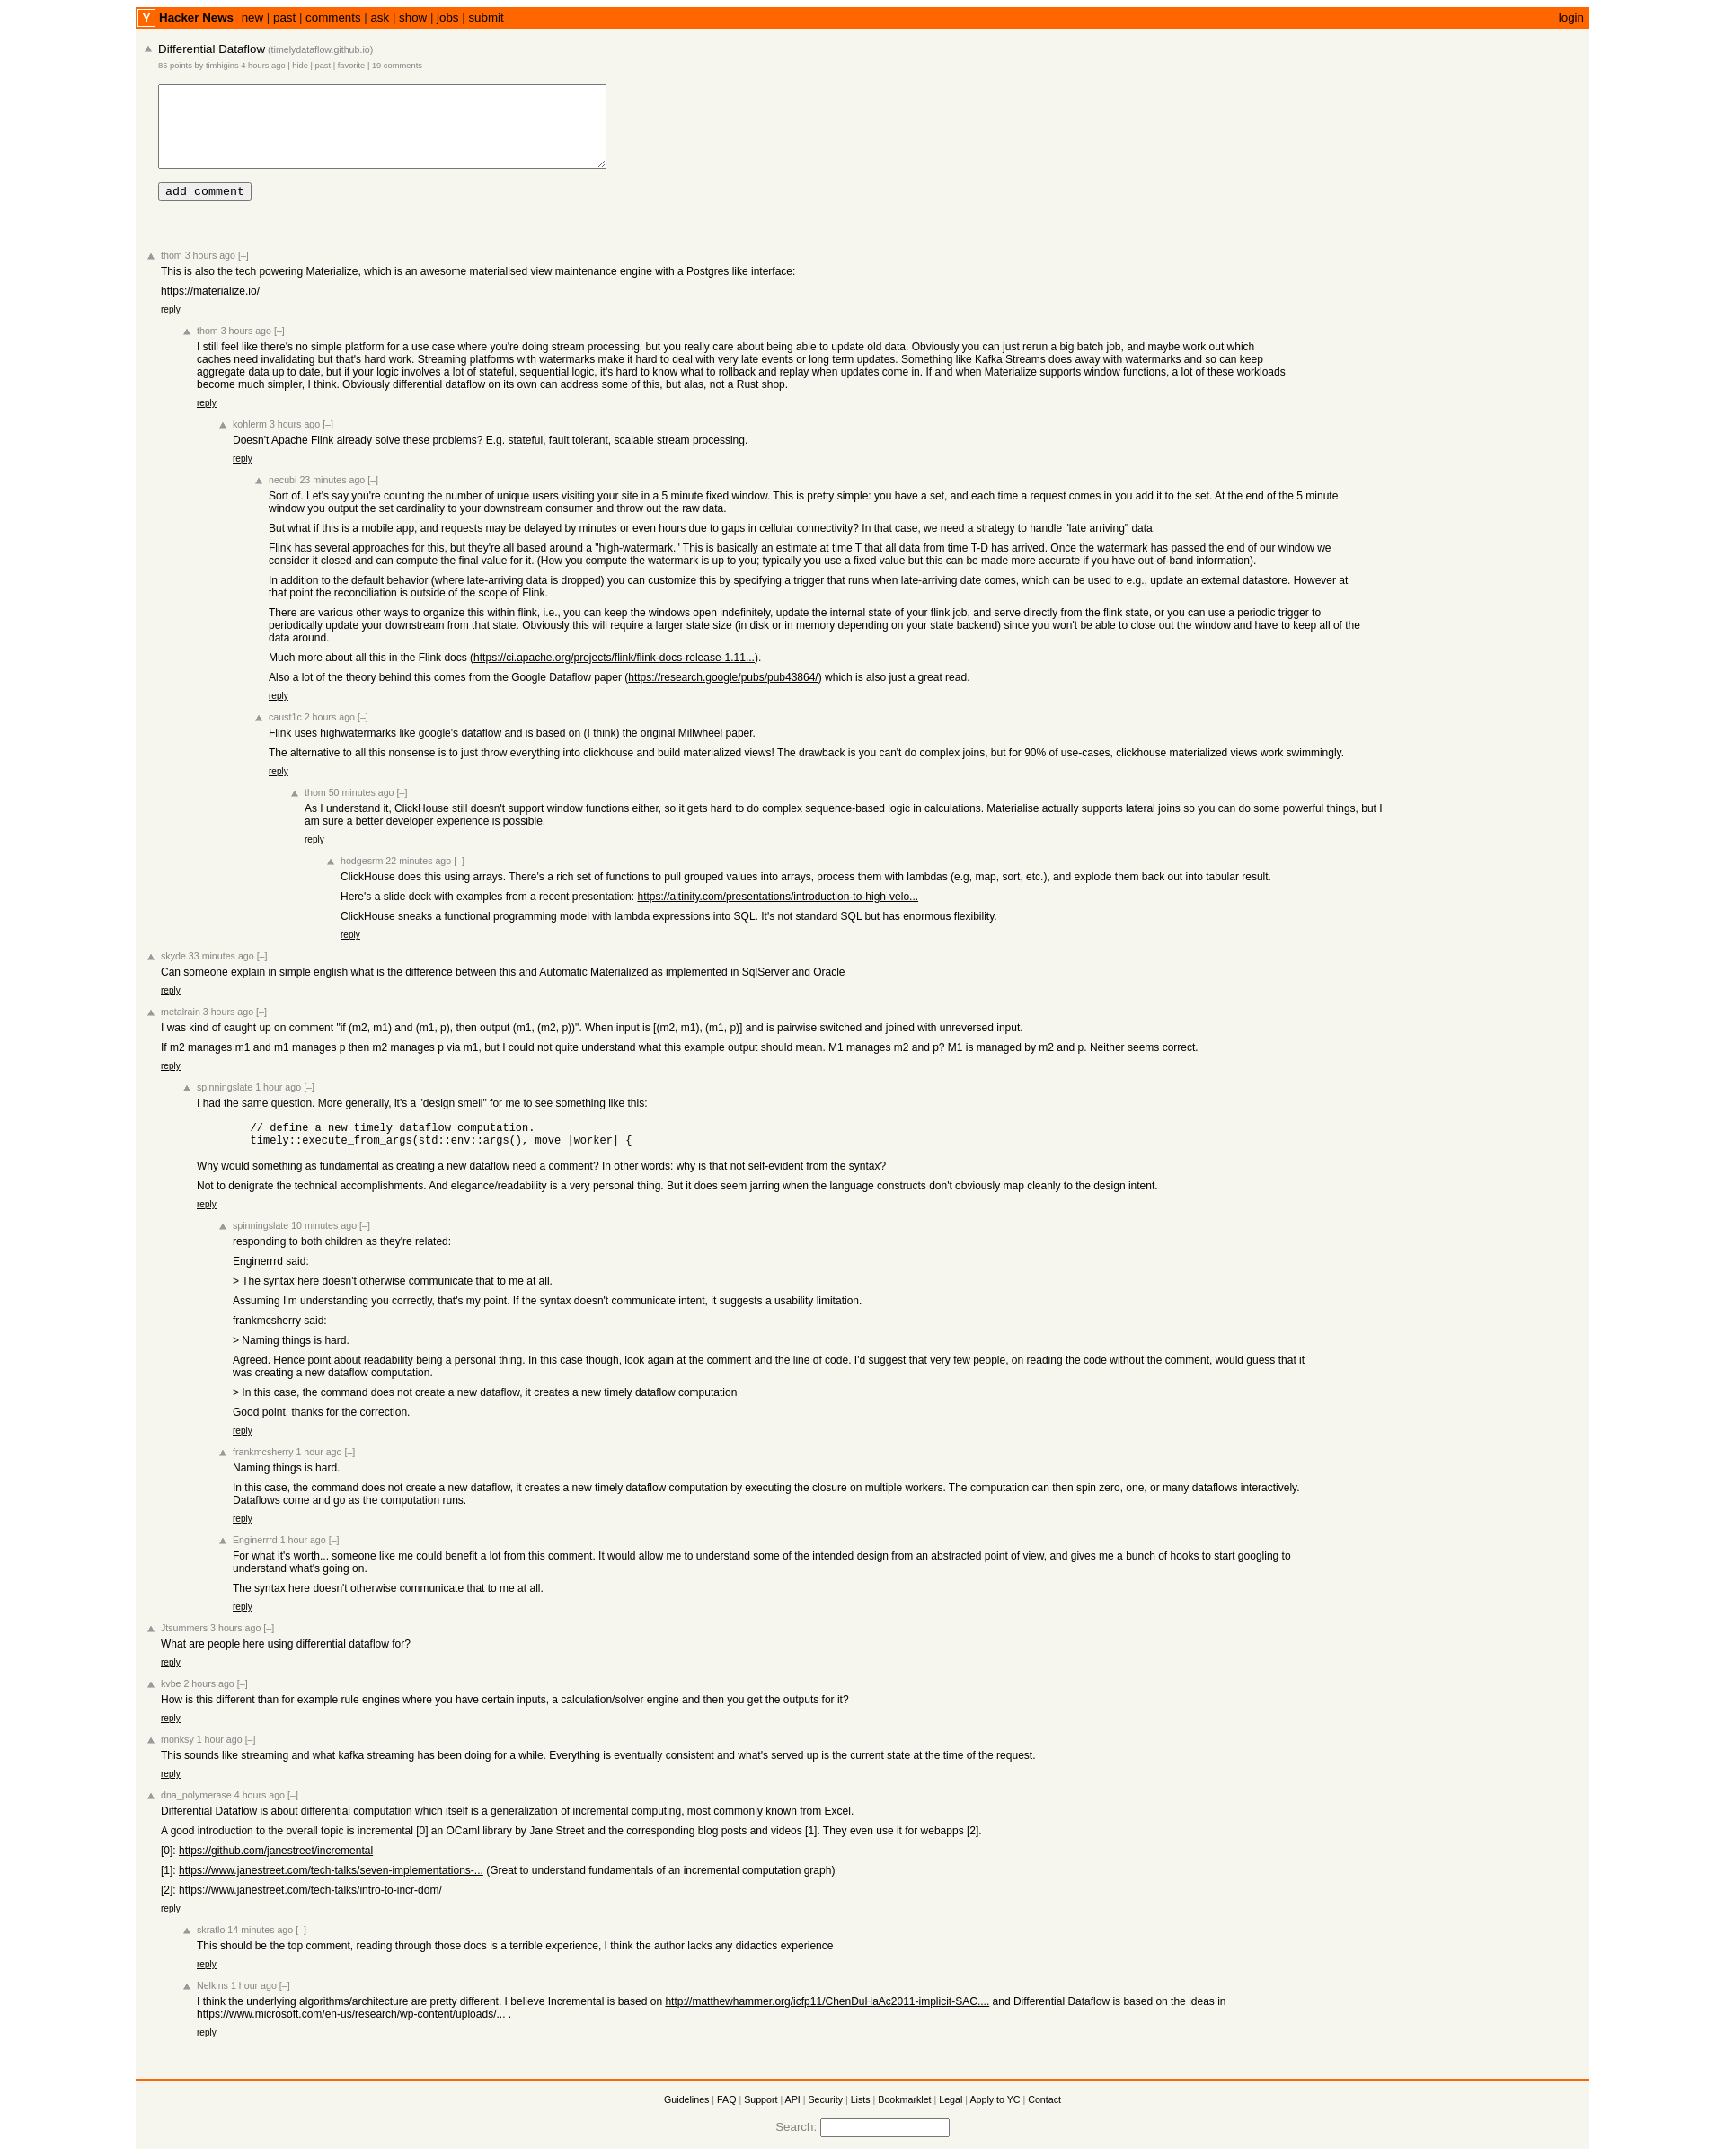 Y Hacker News new | past | comments | ask | show | jobs | submit login
Differential Dataflow (timelydataflow.github.io)
85 points by timhigins 4 hours ago | hide | past | favorite | 19 comments
add comment
thom 3 hours ago [–]
This is also the tech powering Materialize, which is an awesome materialised view maintenance engine with a Postgres like interface:
https://materialize.io/
reply
thom 3 hours ago [–]
I still feel like there's no simple platform for a use case where you're doing stream processing, but you really care about being able to update old data. Obviously you can just rerun a big batch job, and maybe work out which
caches need invalidating but that's hard work. Streaming platforms with watermarks make it hard to deal with very late events or long term updates. Something like Kafka Streams does away with watermarks and so can keep
aggregate data up to date, but if your logic involves a lot of stateful, sequential logic, it's hard to know what to rollback and replay when updates come in. If and when Materialize supports window functions, a lot of these workloads
become much simpler, I think. Obviously differential dataflow on its own can address some of this, but alas, not a Rust shop.
reply
kohlerm 3 hours ago [–]
Doesn't Apache Flink already solve these problems? E.g. stateful, fault tolerant, scalable stream processing.
reply
necubi 23 minutes ago [–]
Sort of. Let's say you're counting the number of unique users visiting your site in a 5 minute fixed window. This is pretty simple: you have a set, and each time a request comes in you add it to the set. At the end of the 5 minute
window you output the set cardinality to your downstream consumer and throw out the raw data.
But what if this is a mobile app, and requests may be delayed by minutes or even hours due to gaps in cellular connectivity? In that case, we need a strategy to handle "late arriving" data.
Flink has several approaches for this, but they're all based around a "high-watermark." This is basically an estimate at time T that all data from time T-D has arrived. Once the watermark has passed the end of our window we
consider it closed and can compute the final value for it. (How you compute the watermark is up to you; typically you use a fixed value but this can be made more accurate if you have out-of-band information).
In addition to the default behavior (where late-arriving data is dropped) you can customize this by specifying a trigger that runs when late-arriving date comes, which can be used to e.g., update an external datastore. However at
that point the reconciliation is outside of the scope of Flink.
There are various other ways to organize this within flink, i.e., you can keep the windows open indefinitely, update the internal state of your flink job, and serve directly from the flink state, or you can use a periodic trigger to
periodically update your downstream from that state. Obviously this will require a larger state size (in disk or in memory depending on your state backend) since you won't be able to close out the window and have to keep all of the
data around.
Much more about all this in the Flink docs (https://ci.apache.org/projects/flink/flink-docs-release-1.11...).
Also a lot of the theory behind this comes from the Google Dataflow paper (https://research.google/pubs/pub43864/) which is also just a great read.
reply
caust1c 2 hours ago [–]
Flink uses highwatermarks like google's dataflow and is based on (I think) the original Millwheel paper.
The alternative to all this nonsense is to just throw everything into clickhouse and build materialized views! The drawback is you can't do complex joins, but for 90% of use-cases, clickhouse materialized views work swimmingly.
reply
thom 50 minutes ago [–]
As I understand it, ClickHouse still doesn't support window functions either, so it gets hard to do complex sequence-based logic in calculations. Materialise actually supports lateral joins so you can do some powerful things, but I
am sure a better developer experience is possible.
reply
hodgesrm 22 minutes ago [–]
ClickHouse does this using arrays. There's a rich set of functions to pull grouped values into arrays, process them with lambdas (e.g, map, sort, etc.), and explode them back out into tabular result.
Here's a slide deck with examples from a recent presentation: https://altinity.com/presentations/introduction-to-high-velo...
ClickHouse sneaks a functional programming model with lambda expressions into SQL. It's not standard SQL but has enormous flexibility.
reply
skyde 33 minutes ago [–]
Can someone explain in simple english what is the difference between this and Automatic Materialized as implemented in SqlServer and Oracle
reply
metalrain 3 hours ago [–]
I was kind of caught up on comment "if (m2, m1) and (m1, p), then output (m1, (m2, p))". When input is [(m2, m1), (m1, p)] and is pairwise switched and joined with unreversed input.
If m2 manages m1 and m1 manages p then m2 manages p via m1, but I could not quite understand what this example output should mean. M1 manages m2 and p? M1 is managed by m2 and p. Neither seems correct.
reply
spinningslate 1 hour ago [–]
I had the same question. More generally, it's a "design smell" for me to see something like this:
// define a new timely dataflow computation.
timely::execute_from_args(std::env::args(), move |worker| {
Why would something as fundamental as creating a new dataflow need a comment? In other words: why is that not self-evident from the syntax?
Not to denigrate the technical accomplishments. And elegance/readability is a very personal thing. But it does seem jarring when the language constructs don't obviously map cleanly to the design intent.
reply
spinningslate 10 minutes ago [–]
responding to both children as they're related:
Enginerrrd said:
> The syntax here doesn't otherwise communicate that to me at all.
Assuming I'm understanding you correctly, that's my point. If the syntax doesn't communicate intent, it suggests a usability limitation.
frankmcsherry said:
> Naming things is hard.
Agreed. Hence point about readability being a personal thing. In this case though, look again at the comment and the line of code. I'd suggest that very few people, on reading the code without the comment, would guess that it
was creating a new dataflow computation.
> In this case, the command does not create a new dataflow, it creates a new timely dataflow computation
Good point, thanks for the correction.
reply
frankmcsherry 1 hour ago [–]
Naming things is hard.
In this case, the command does not create a new dataflow, it creates a new timely dataflow computation by executing the closure on multiple workers. The computation can then spin zero, one, or many dataflows interactively.
Dataflows come and go as the computation runs.
reply
Enginerrrd 1 hour ago [–]
For what it's worth... someone like me could benefit a lot from this comment. It would allow me to understand some of the intended design from an abstracted point of view, and gives me a bunch of hooks to start googling to
understand what's going on.
The syntax here doesn't otherwise communicate that to me at all.
reply
Jtsummers 3 hours ago [–]
What are people here using differential dataflow for?
reply
kvbe 2 hours ago [–]
How is this different than for example rule engines where you have certain inputs, a calculation/solver engine and then you get the outputs for it?
reply
monksy 1 hour ago [–]
This sounds like streaming and what kafka streaming has been doing for a while. Everything is eventually consistent and what's served up is the current state at the time of the request.
reply
dna_polymerase 4 hours ago [–]
Differential Dataflow is about differential computation which itself is a generalization of incremental computing, most commonly known from Excel.
A good introduction to the overall topic is incremental [0] an OCaml library by Jane Street and the corresponding blog posts and videos [1]. They even use it for webapps [2].
[0]: https://github.com/janestreet/incremental
[1]: https://www.janestreet.com/tech-talks/seven-implementations-... (Great to understand fundamentals of an incremental computation graph)
[2]: https://www.janestreet.com/tech-talks/intro-to-incr-dom/
reply
skratlo 14 minutes ago [–]
This should be the top comment, reading through those docs is a terrible experience, I think the author lacks any didactics experience
reply
Nelkins 1 hour ago [–]
I think the underlying algorithms/architecture are pretty different. I believe Incremental is based on http://matthewhammer.org/icfp11/ChenDuHaAc2011-implicit-SAC.... and Differential Dataflow is based on the ideas in
https://www.microsoft.com/en-us/research/wp-content/uploads/... .
reply
Guidelines | FAQ | Support | API | Security | Lists | Bookmarklet | Legal | Apply to YC | Contact
Search: